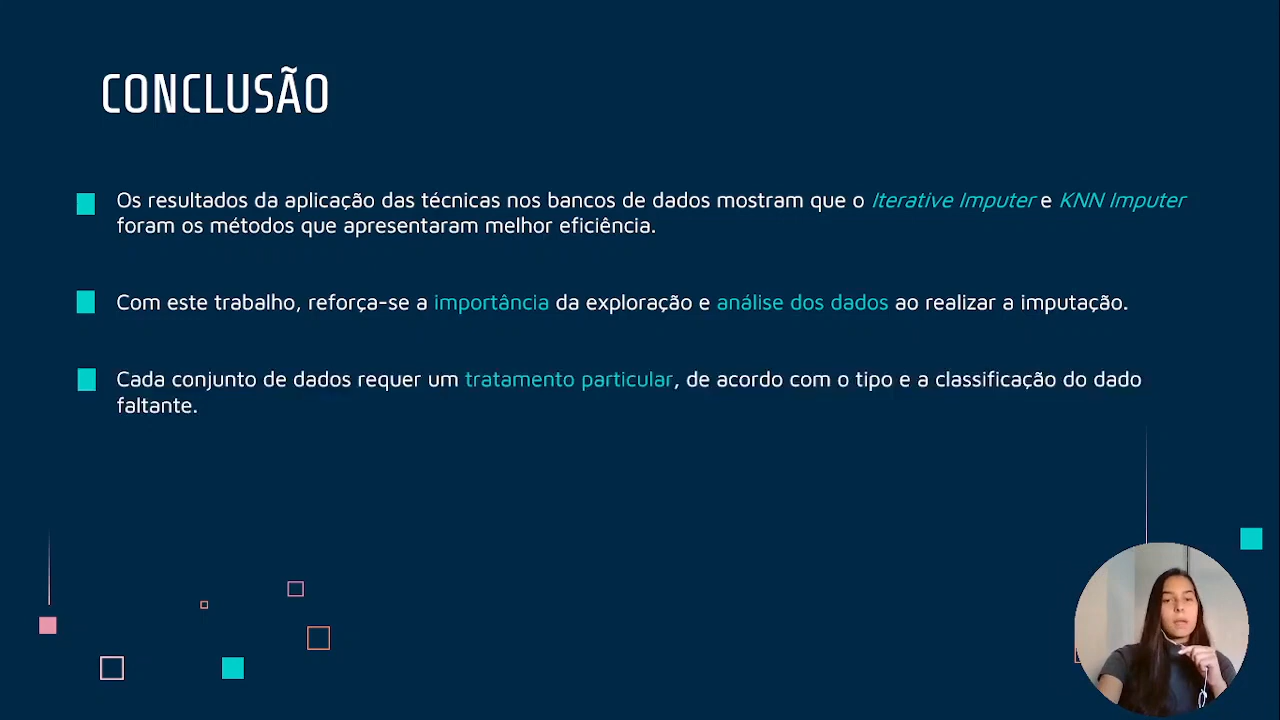 CONCLUSÃO
Os resultados da aplicação das técnicas nos bancos de dados mostram que o Iterative Imputer e KNN Imputer
foram os métodos que apresentaram melhor eficiência.
Com este trabalho, reforça-se a importância da exploração e análise dos dados ao realizar a imputação.
Cada conjunto de dados requer um tratamento particular, de acordo com o tipo e a classificação do dado
faltante.